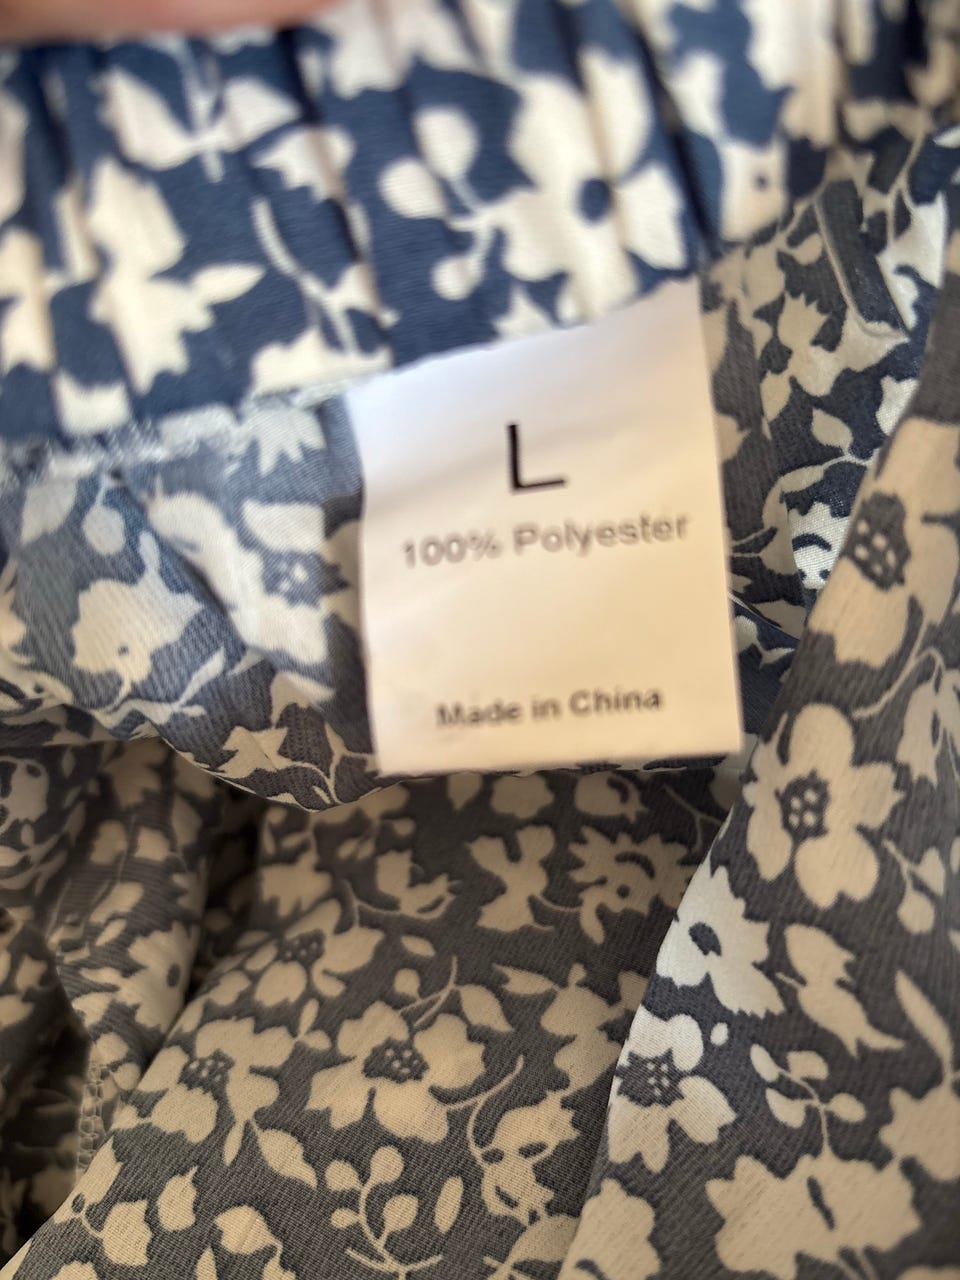 L
100% Polyester
Made in China